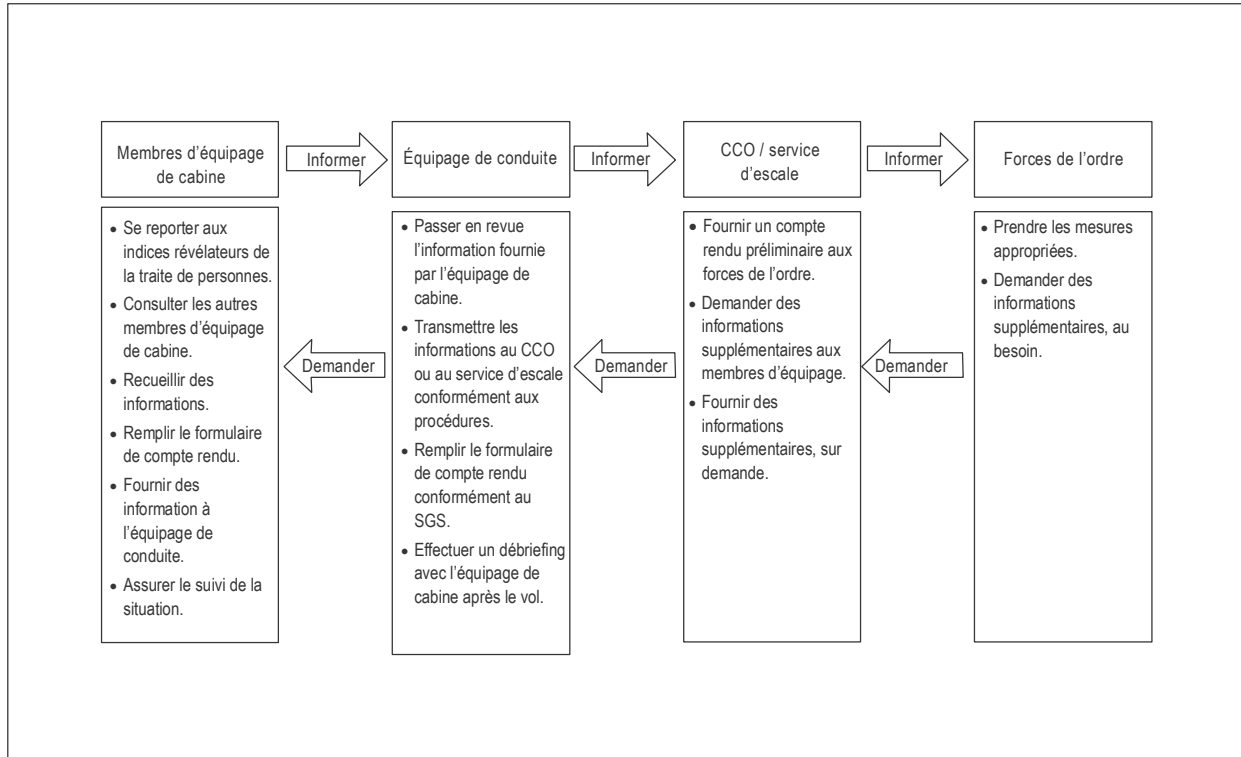 Membres d'équipage
de cabine
Informer
Équipage de conduite
Informer
CCO / service
d'escale
Informer
Forces de l'ordre
• Se reporter aux
indices révélateurs de
la traite de personnes.
• Consulter les autres
membres d'équipage
de cabine.
• Recueillir des
informations.
• Remplir le formulaire
de compte rendu.
• Fournir des
information à
l'équipage de
conduite.
• Assurer le suivi de la
situation.
Demander
• Passer en revue
l'information fournie
par l'équipage de
cabine.
• Transmettre les
informations au CCO
ou au service d'escale
conformément aux
procédures.
• Remplir le formulaire
de compte rendu
conformément au
SGS.
• Effectuer un débriefing
avec l'équipage de
cabine après le vol.
Demander
• Fournir un compte
rendu préliminaire aux
forces de l'ordre.
• Demander des
informations
supplémentaires aux
membres d'équipage.
• Fournir des
informations
supplémentaires, sur
demande.
Demander
• Prendre les mesures
appropriées.
• Demander des
informations
supplémentaires, au
besoin.